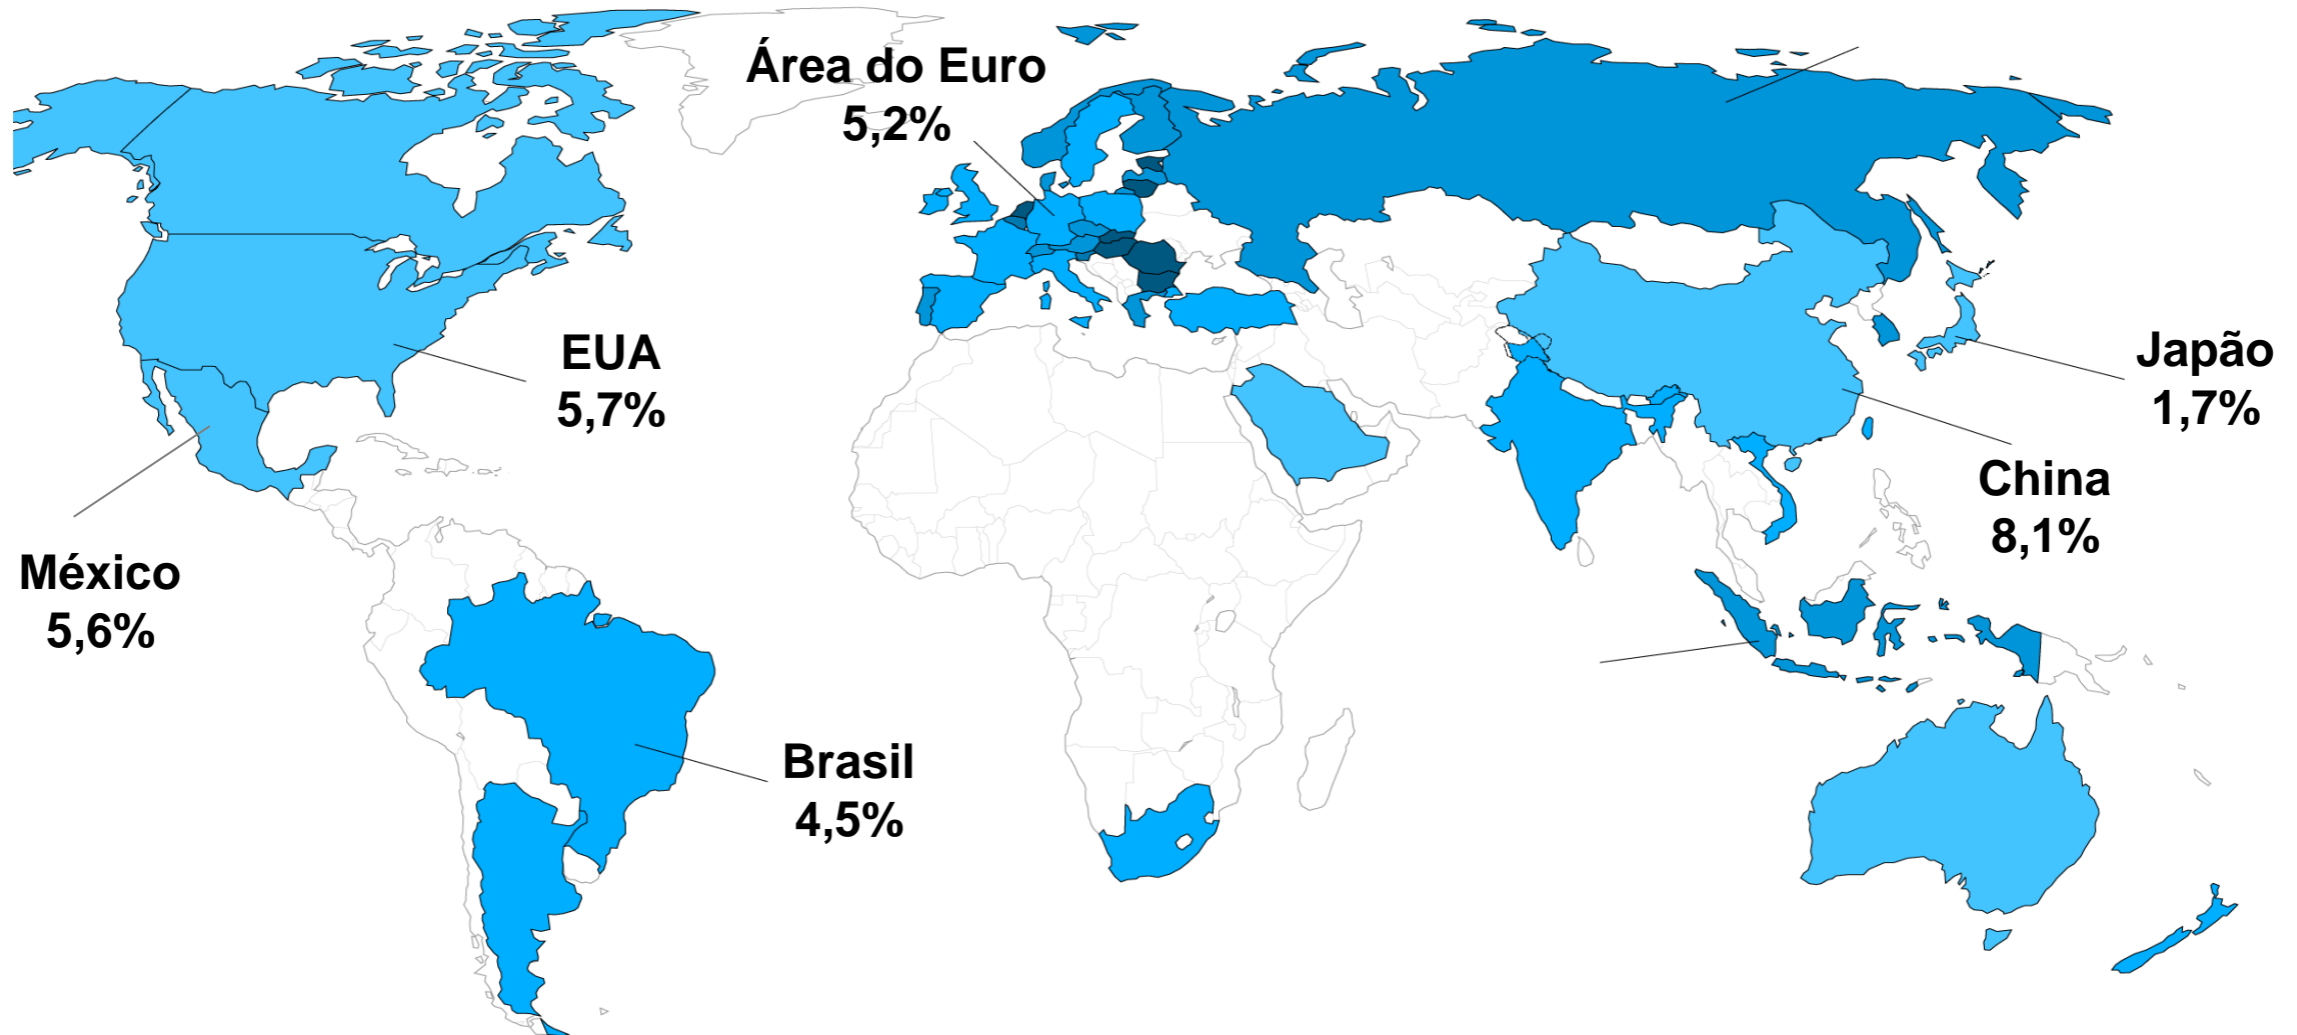 Área do Euro
5,2%
EUA
5,7%
Japão
1,7%
China
8,1%
México
5,6%
Brasil
4,5%